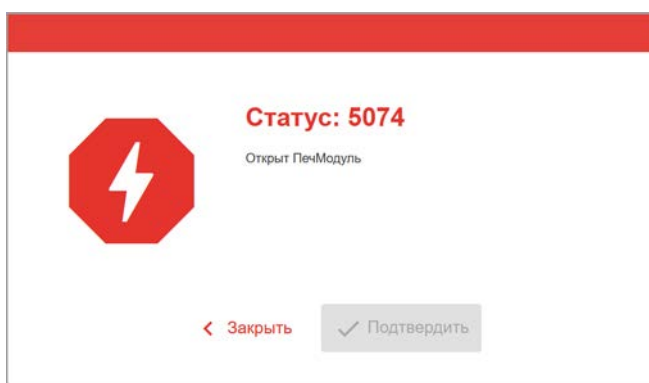 Статус: 5074
Открыт ПечМодуль
Закрыть
Подтвердить